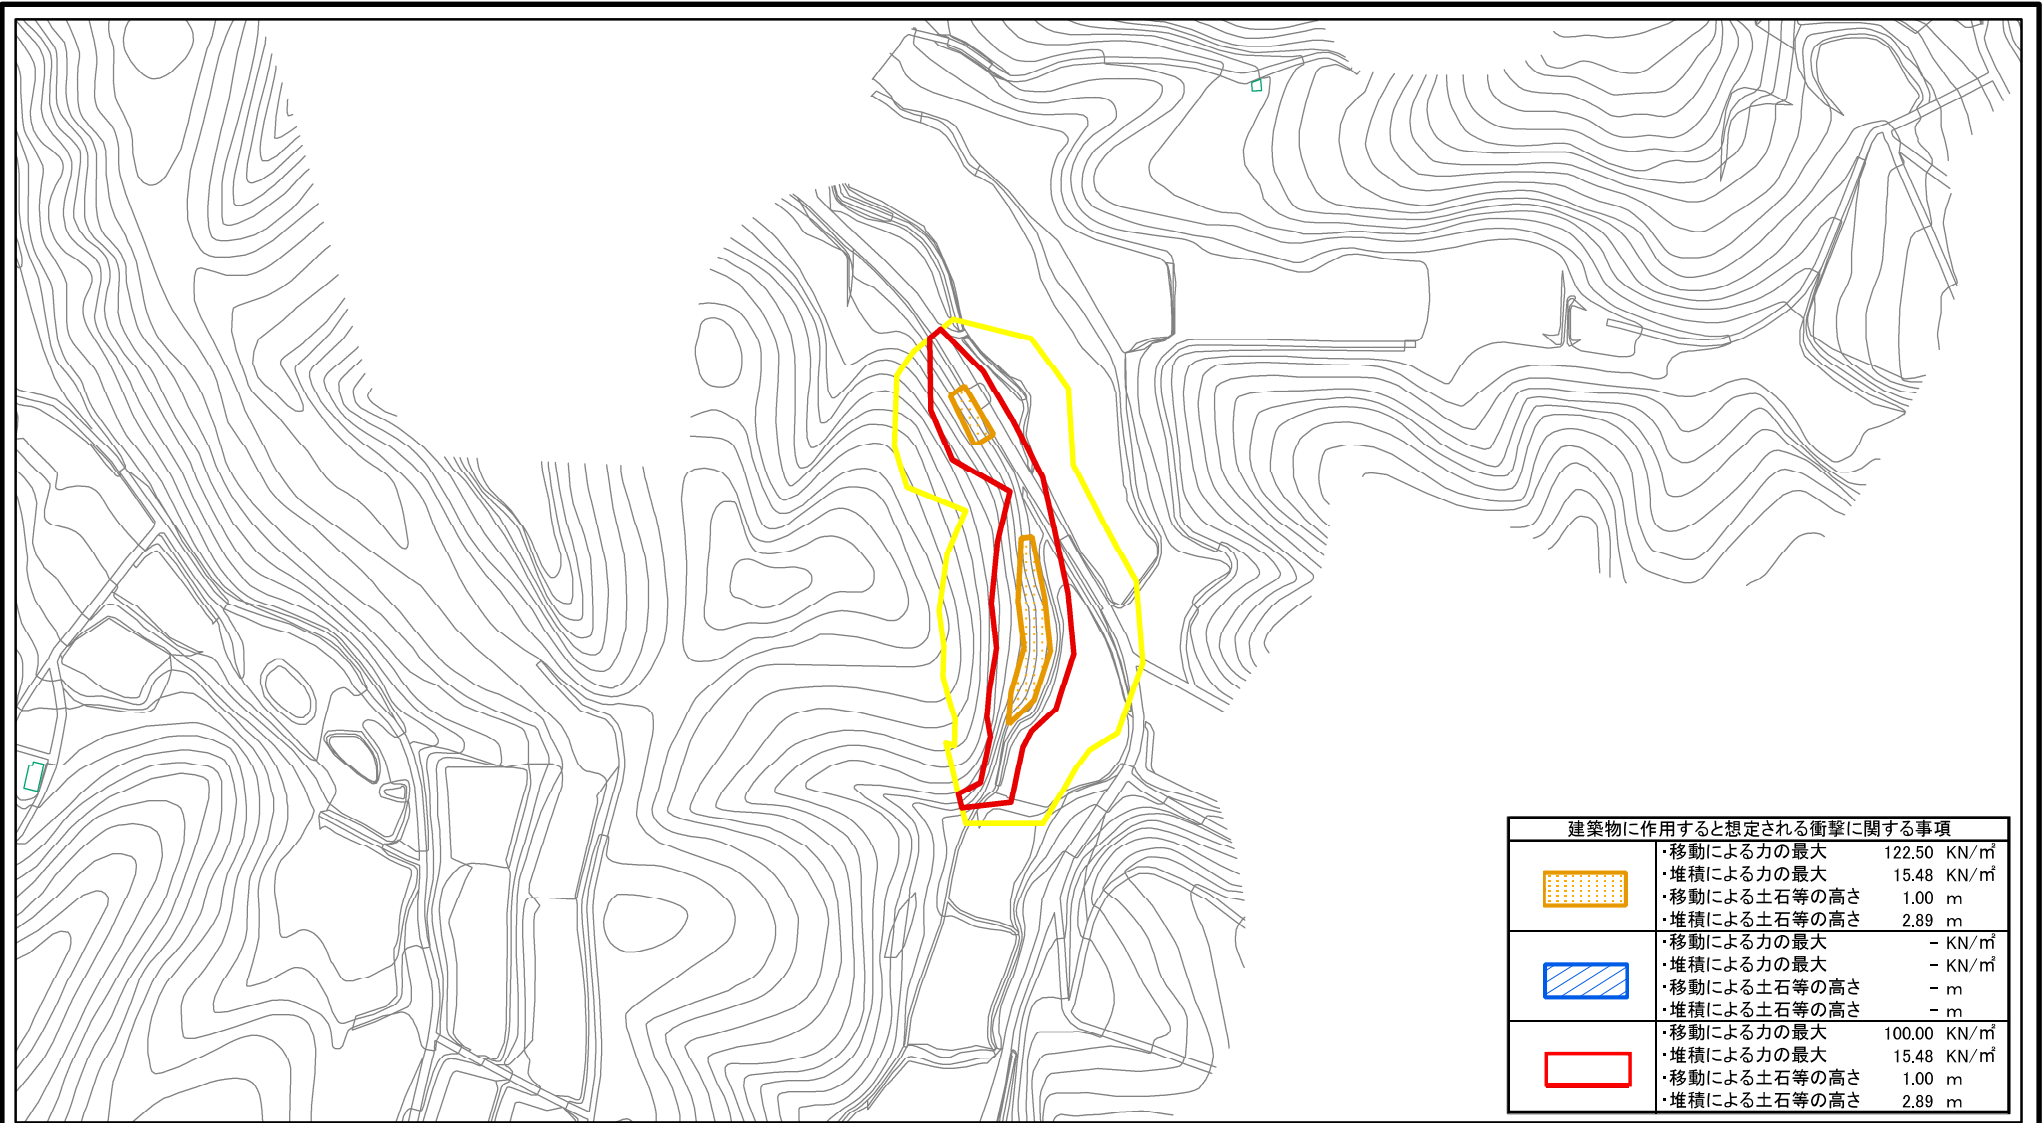 建築物に作用すると想定される衝撃に関する事項
・移動による力の最大 122.50 KN/㎡
・堆積による力の最大 15.48 KN/㎡
・移動による土石等の高さ 1.00 m
・堆積による土石等の高さ 2.89 m
・移動による力の最大 - KN/㎡
・堆積による力の最大 - KN/㎡
・移動による土石等の高さ - m
・堆積による土石等の高さ - m
・移動による力の最大 100.00 KN/㎡
・堆積による力の最大 15.48 KN/㎡
・移動による土石等の高さ 1.00 m
・堆積による土石等の高さ 2.89 m